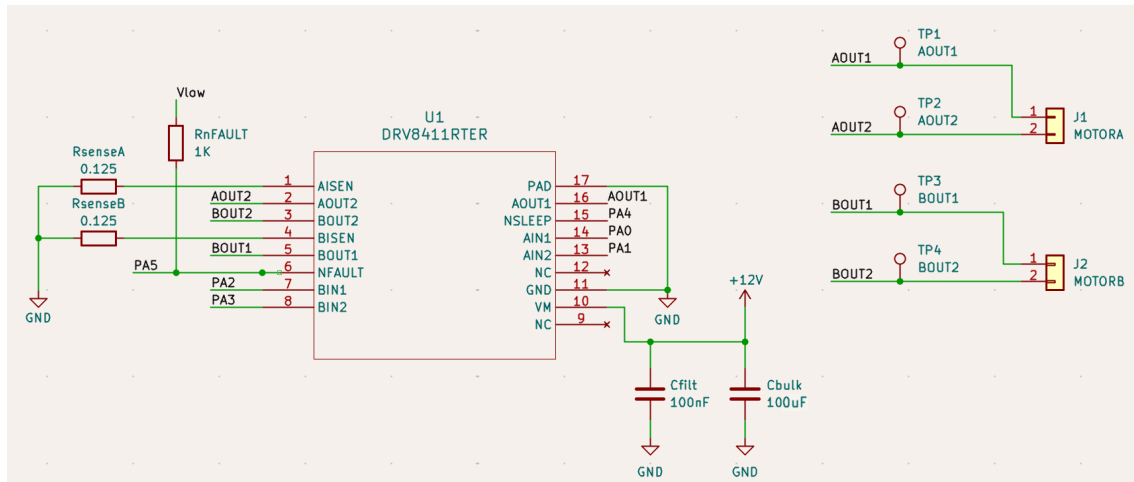 Vlow
RnFAULT
1K
RsenseA
0.125
RsenseB
0.125
GND
PA5
AOUT2
BOUT2
BOUT1
PA2
PA3
U1
DRV8411RTER
1 AISEN
2 AOUT2
3 BOUT2
4 BISEN
5 BOUT1
6 NFAULT
7 BIN1
8 BIN2
PAD 17
AOUT1 16 AOUT1
NSLEEP 15 PA4
AIN1 14 PA0
AIN2 13 PA1
NC 12
GND 11
VM 10
NC 9
GND
+12V
Cfilt
100nF
GND
Cbulk
100uF
GND
AOUT1
TP1
AOUT1
AOUT2
TP2
AOUT2
1
2
J1
MOTORA
BOUT1
TP3
BOUT1
BOUT2
TP4
BOUT2
1
2
J2
MOTORB